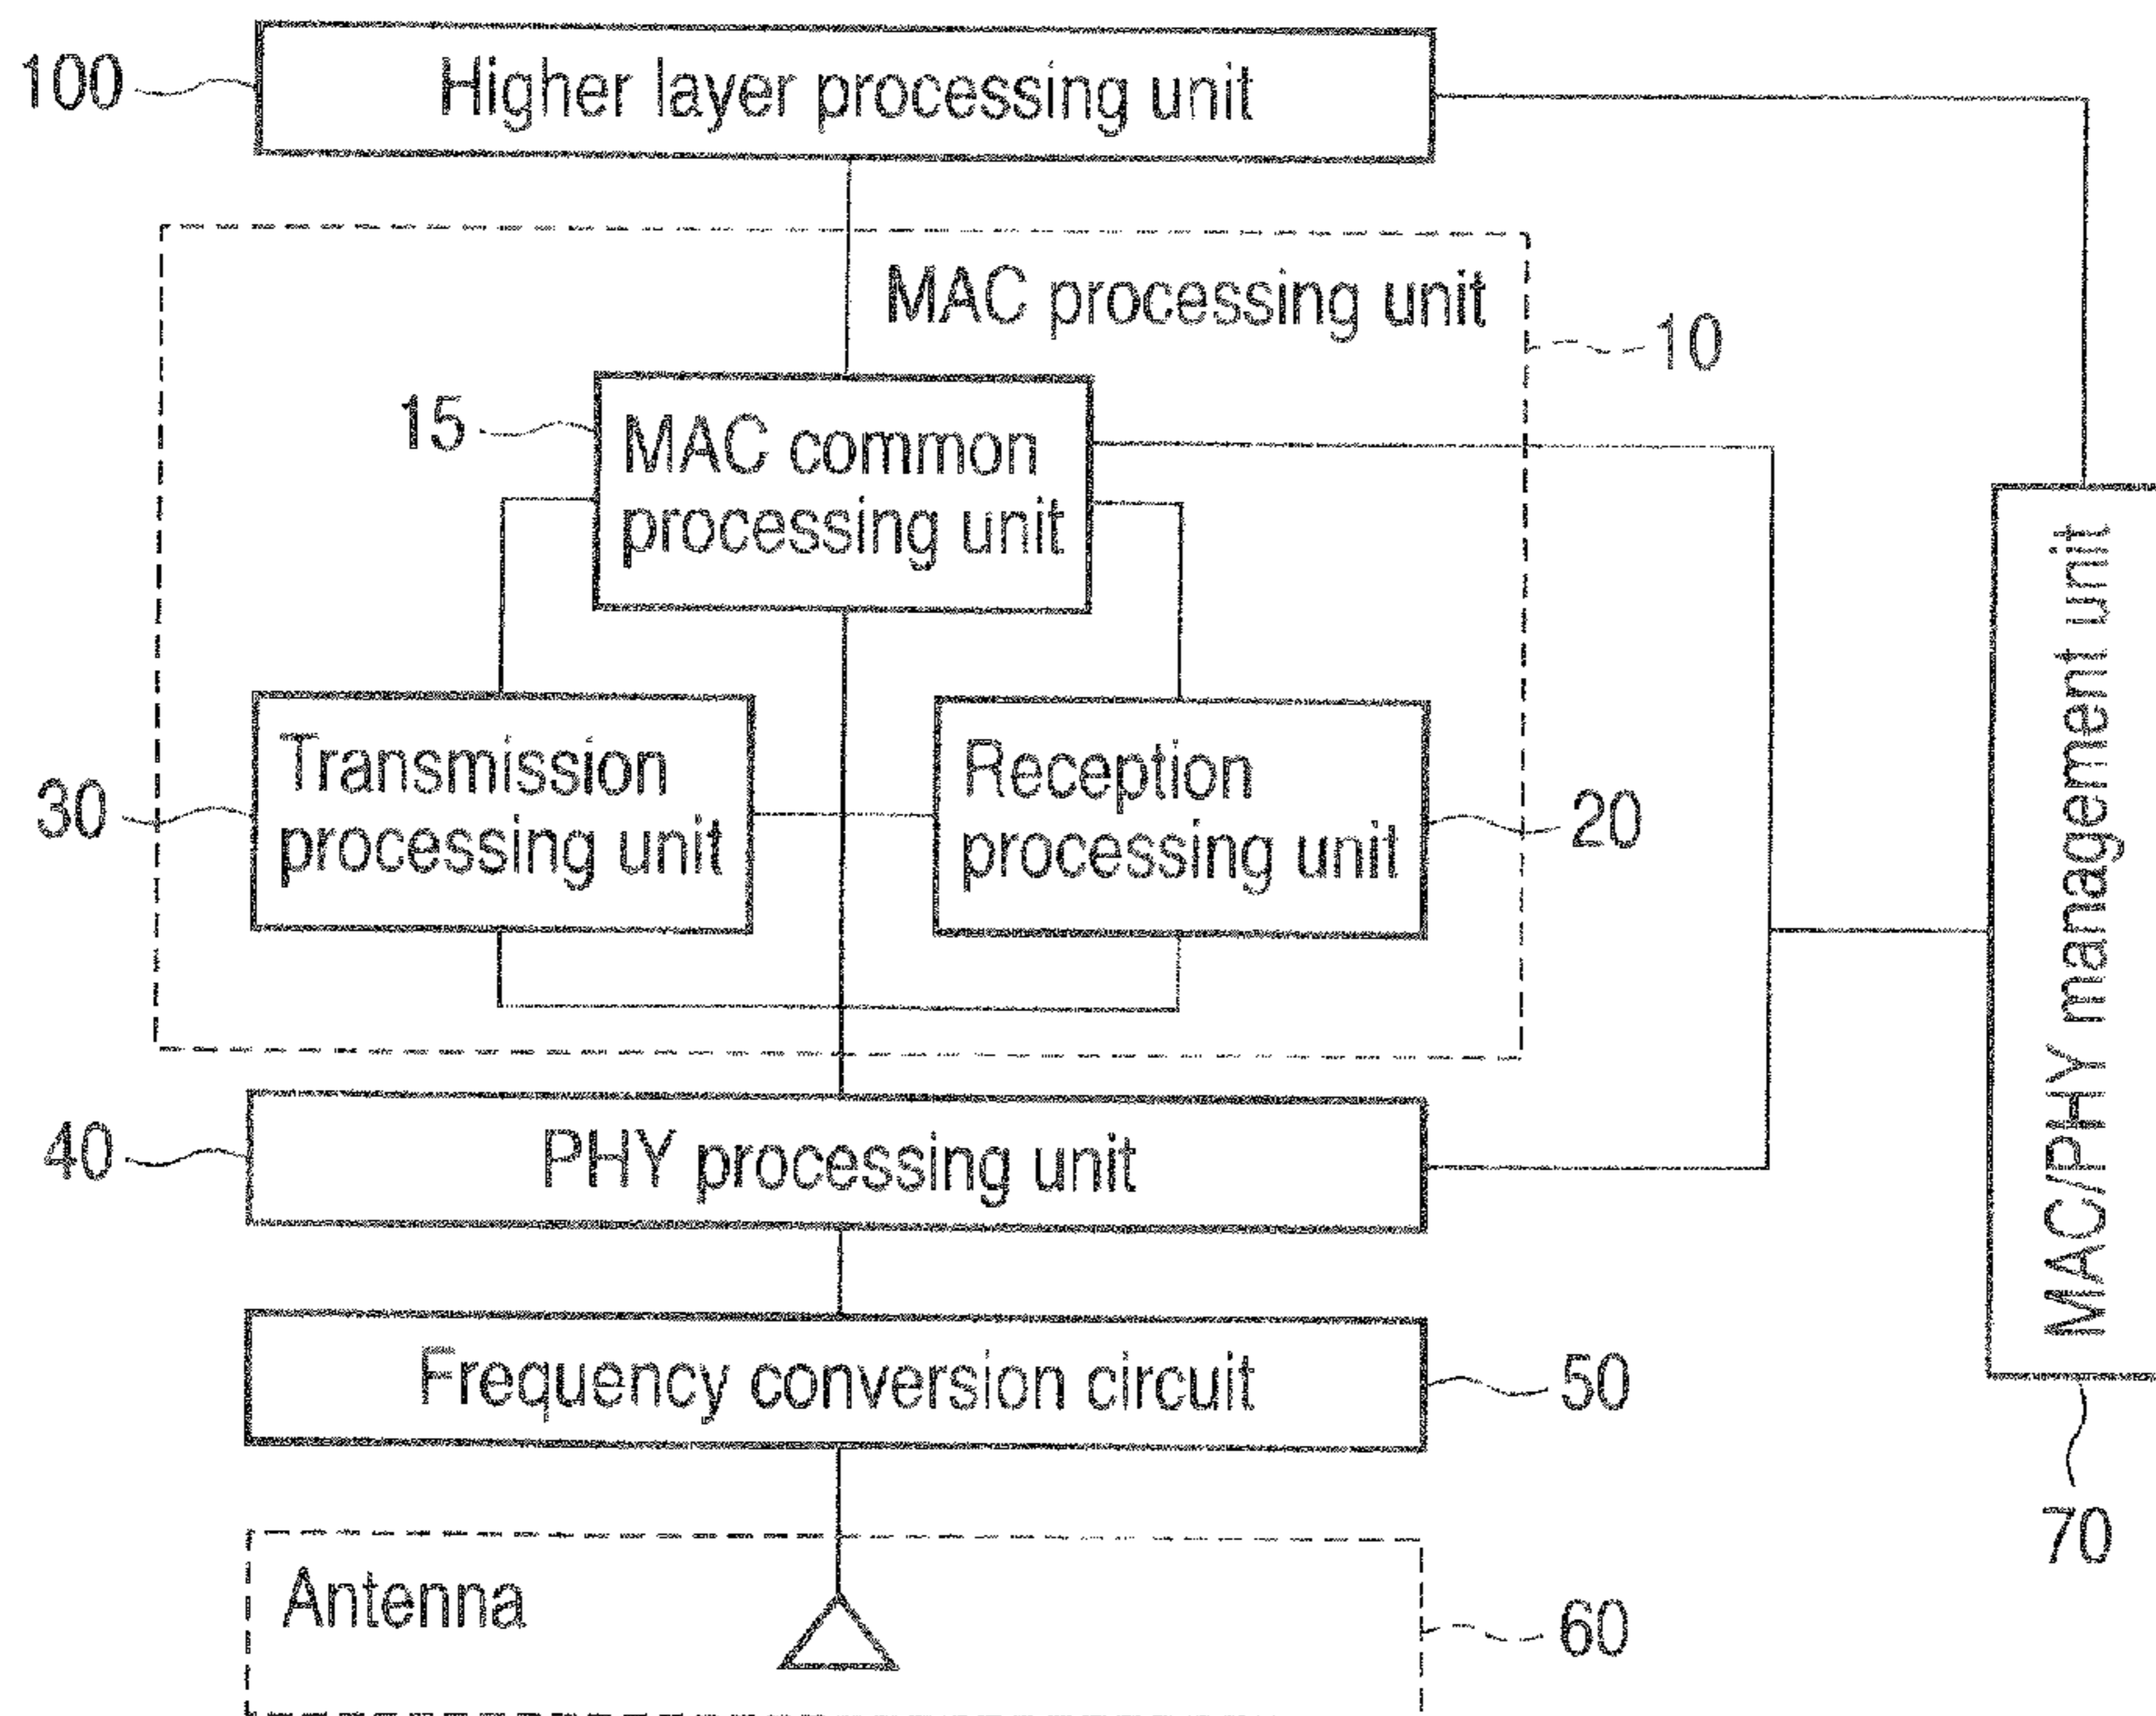 100
Higher layer processing unit
MAC processing unit
10
15
MAC common
processing unit
30
Transmission
processing unit
Reception
processing unit
20
MAC/PHY management unit
40
PHY processing unit
Frequency conversion circuit
50
70
Antenna
60